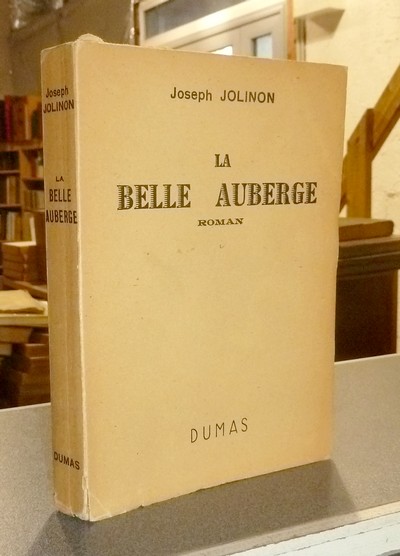 Joseph
JOLINON
LA
BELLE
AUBERGE
DUMAS
Joseph JOLINON
LA
BELLE AUBERGE
ROMAN
DUMAS